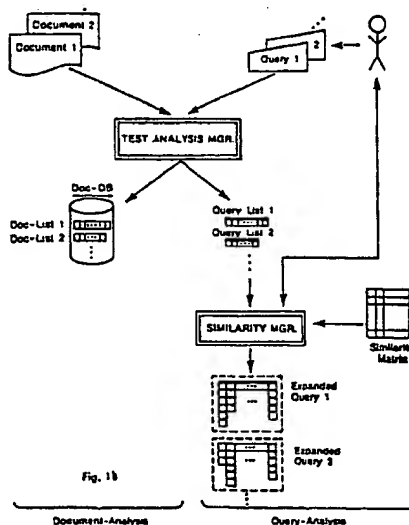 Document 2
Document 1
2
Query 1
TEST ANALYSIS MGR.
Doc-DB
Doc-List 1
Doc-List 2
Query List 1
Query List 2
SIMILARITY MGR.
Similarity
Matrix
Expanded
Query 1
Expanded
Query 2
Fig. 1b
Document-Analysis
Query-Analysis